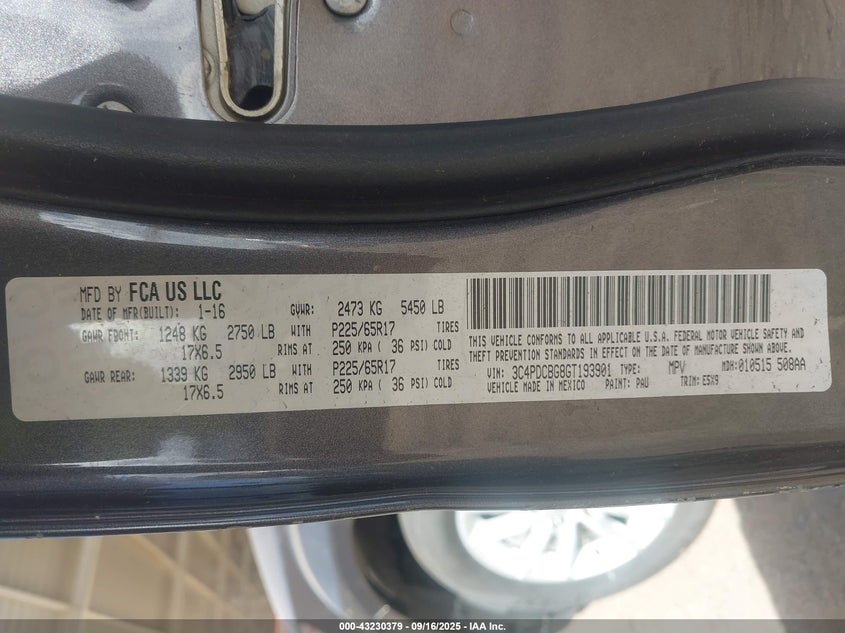 MFD BY FCA US LLC
DATE OF MFR(BUILT): 1-16 GVWR: 2473 KG 5450 LB
GAWR FRONT: 1248 KG 2750 LB WITH P225/65R17 TIRES
17X6.5 RIMS AT 250 KPA ( 36 PSI) COLD
GAWR REAR: 1339 KG 2950 LB WITH P225/65R17 TIRES
17X6.5 RIMS AT 250 KPA ( 36 PSI) COLD
THIS VEHICLE CONFORMS TO ALL APPLICABLE U.S.A. FEDERAL MOTOR VEHICLE SAFETY AND
THEFT PREVENTION STANDARDS IN EFFECT ON THE DATE OF MANUFACTURE SHOWN ABOVE.
VIN: 3C4PDCBG8GT193901 TYPE: MPV MDH:010515 508AA
VEHICLE MADE IN MEXICO PAINT: PAU TRIM: E5X9
000-43230379 - 09/16/2025 - IAA Inc.